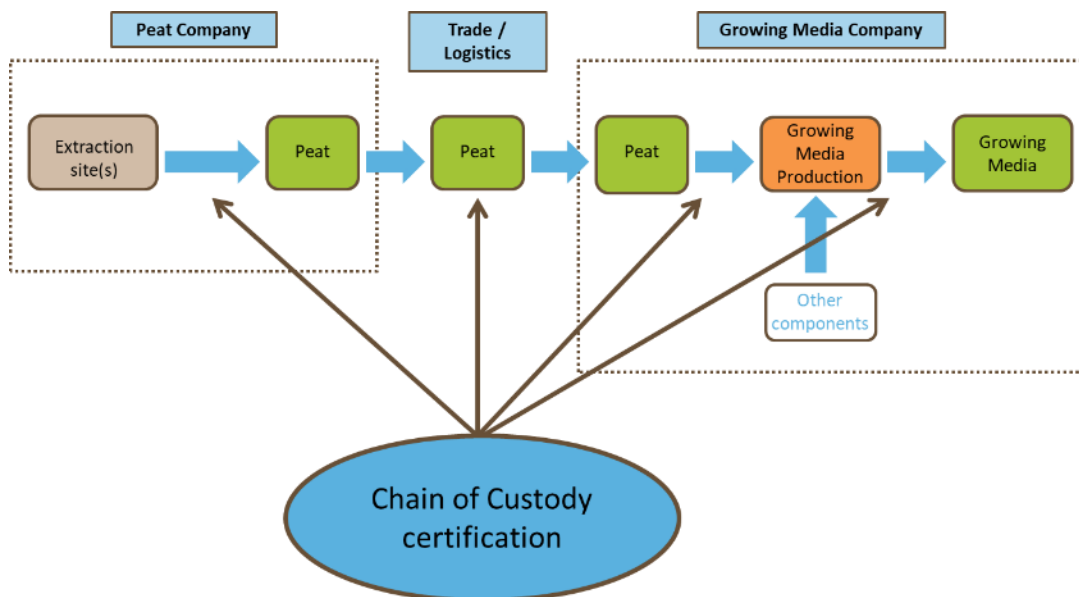 Peat Company
Trade /
Logistics
Growing Media Company
Extraction
site(s)
Peat
Peat
Peat
Growing
Media
Production
Growing
Media
Other
components
Chain of Custody
certification